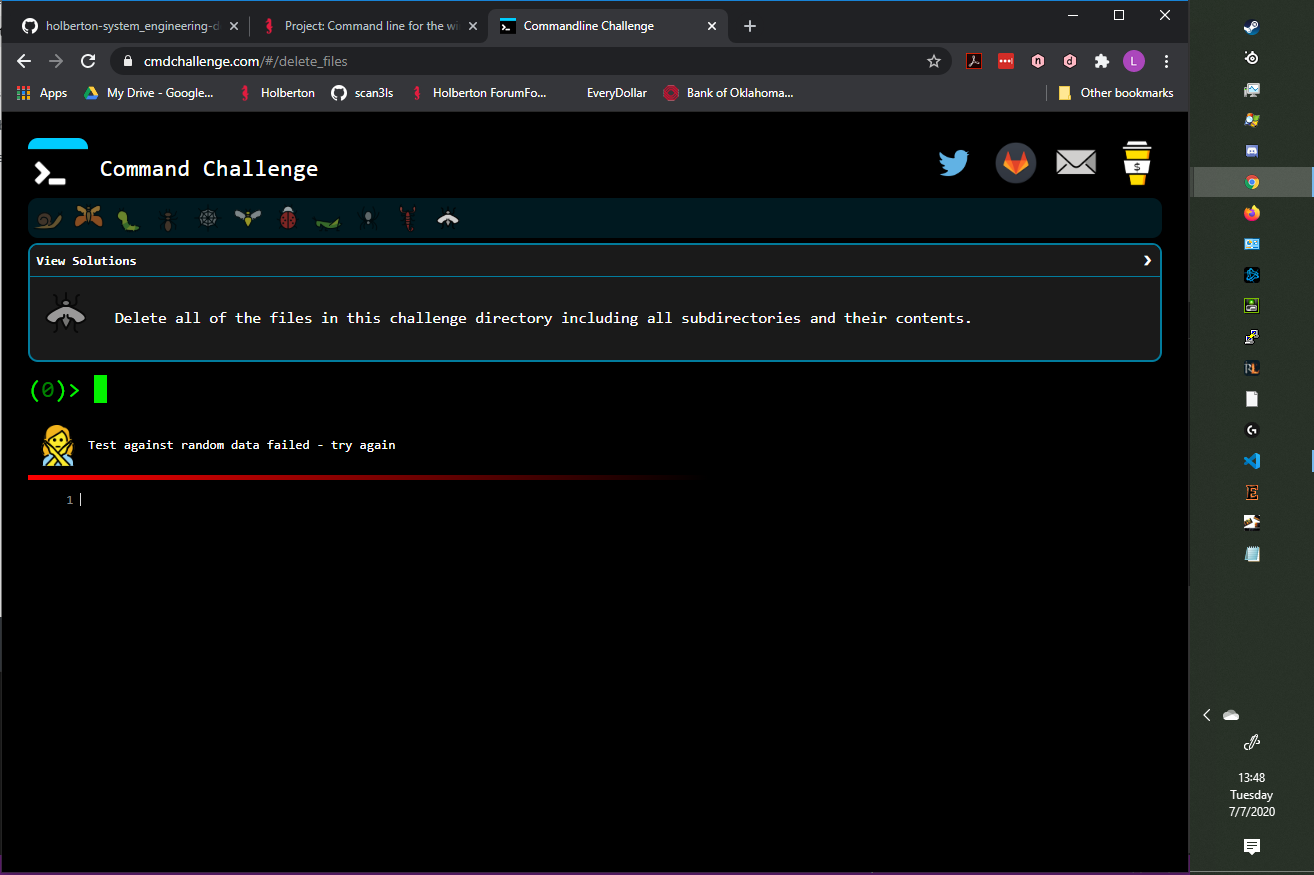 holberton-system_engineering-d
Project: Command line for the wi
Commandline Challenge
cmdchallenge.com/#/delete_files
L
Apps
My Drive - Google...
Holberton
scan3ls
Holberton ForumFo...
EveryDollar
Bank of Oklahoma...
Other bookmarks
Command Challenge
$
View Solutions
Delete all of the files in this challenge directory including all subdirectories and their contents.
(0)>
Test against random data failed - try again
1
13:48
Tuesday
7/7/2020